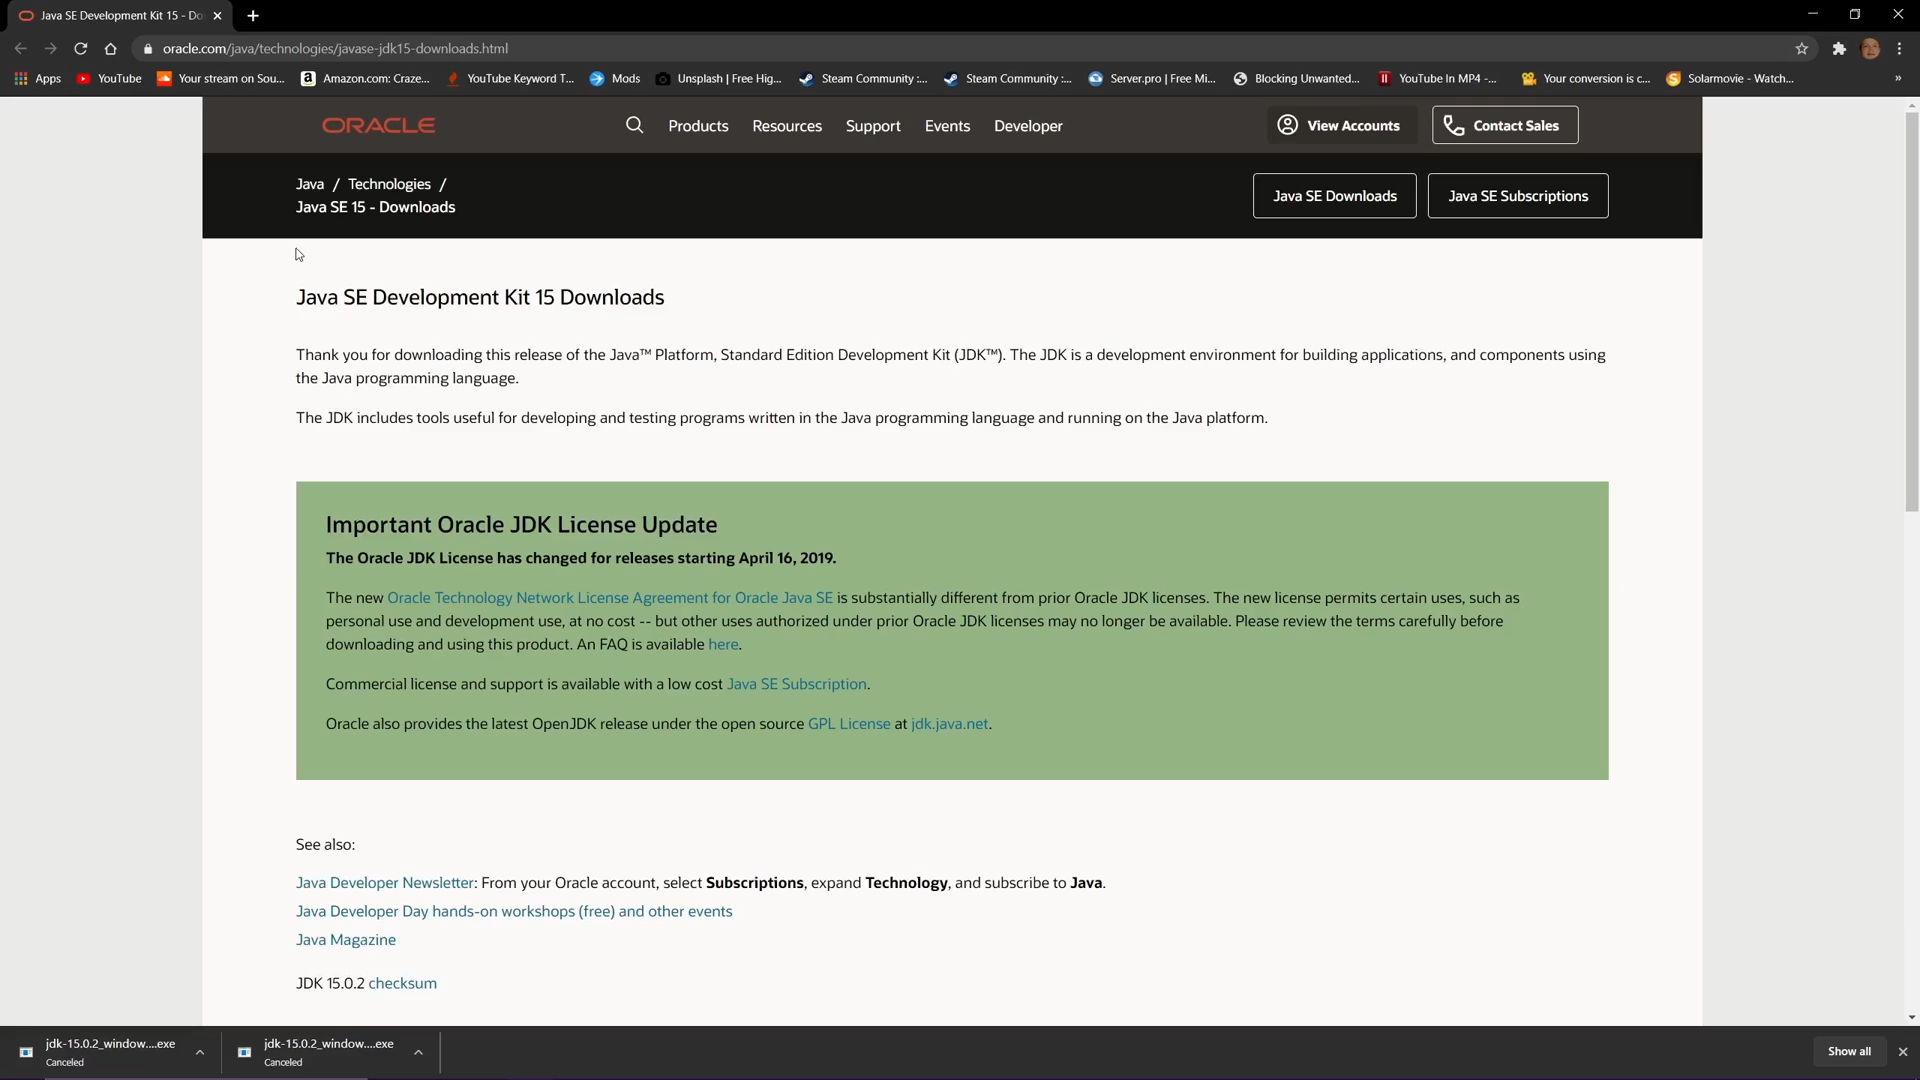 Java SE Development Kit 15 - Do
oracle.com/java/technologies/javase-jdk15-downloads.html
Apps
YouTube
Your stream on Sou...
Amazon.com: Craze...
YouTube Keyword T...
Mods
Unsplash | Free Hig...
Steam Community :...
Steam Community :...
Server.pro | Free Mi...
Blocking Unwanted...
YouTube In MP4 -...
Your conversion is c...
Solarmovie - Watch...
»
ORACLE
Products
Resources
Support
Events
Developer
View Accounts
Contact Sales
Java / Technologies /
Java SE 15 - Downloads
Java SE Downloads
Java SE Subscriptions
Java SE Development Kit 15 Downloads
Thank you for downloading this release of the Java™ Platform, Standard Edition Development Kit (JDK™). The JDK is a development environment for building applications, and components using
the Java programming language.
The JDK includes tools useful for developing and testing programs written in the Java programming language and running on the Java platform.
Important Oracle JDK License Update
The Oracle JDK License has changed for releases starting April 16, 2019.
The new Oracle Technology Network License Agreement for Oracle Java SE is substantially different from prior Oracle JDK licenses. The new license permits certain uses, such as
personal use and development use, at no cost -- but other uses authorized under prior Oracle JDK licenses may no longer be available. Please review the terms carefully before
downloading and using this product. An FAQ is available here.
Commercial license and support is available with a low cost Java SE Subscription.
Oracle also provides the latest OpenJDK release under the open source GPL License at jdk.java.net.
See also:
Java Developer Newsletter: From your Oracle account, select Subscriptions, expand Technology, and subscribe to Java.
Java Developer Day hands-on workshops (free) and other events
Java Magazine
JDK 15.0.2 checksum
jdk-15.0.2_window....exe
Canceled
jdk-15.0.2_window....exe
Canceled
Show all